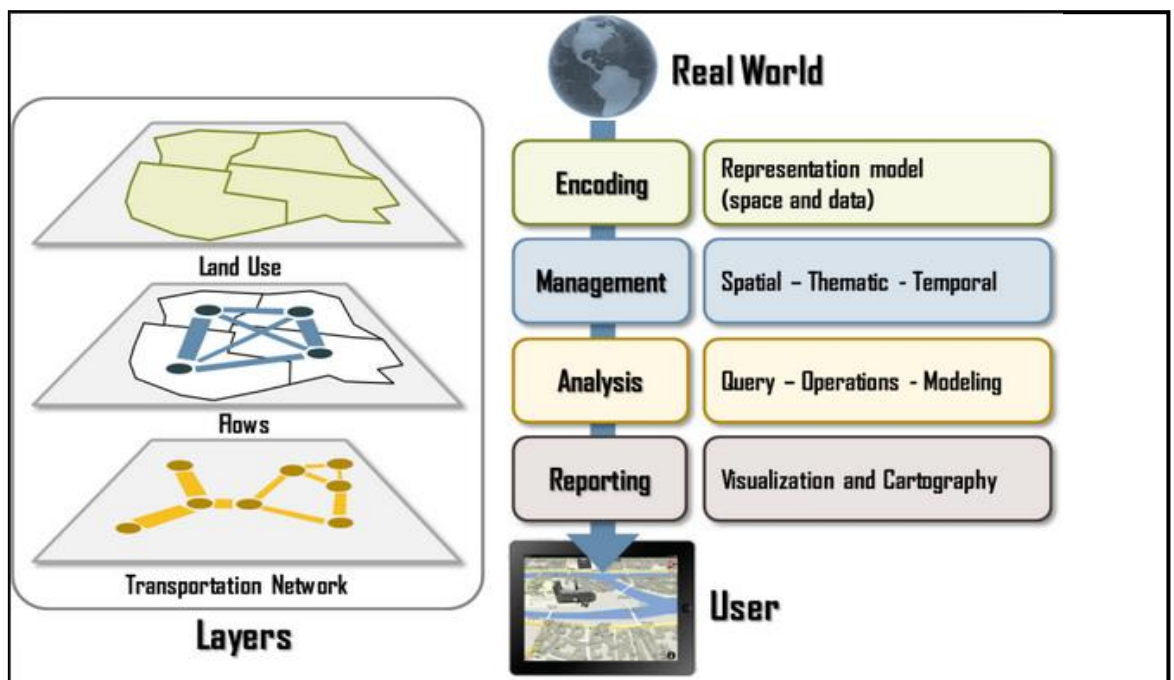 Real World
Encoding
Representation model
(space and data)
Management
Spatial – Thematic - Temporal
Analysis
Query – Operations - Modeling
Reporting
Visualization and Cartography
User
Land Use
Flows
Transportation Network
Layers